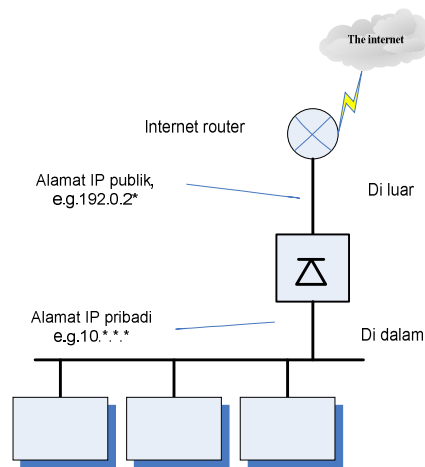 The internet
Internet router
Alamat IP publik,
e.g.192.0.2*
Di luar
Alamat IP pribadi
e.g.10.*.*.*
Di dalam